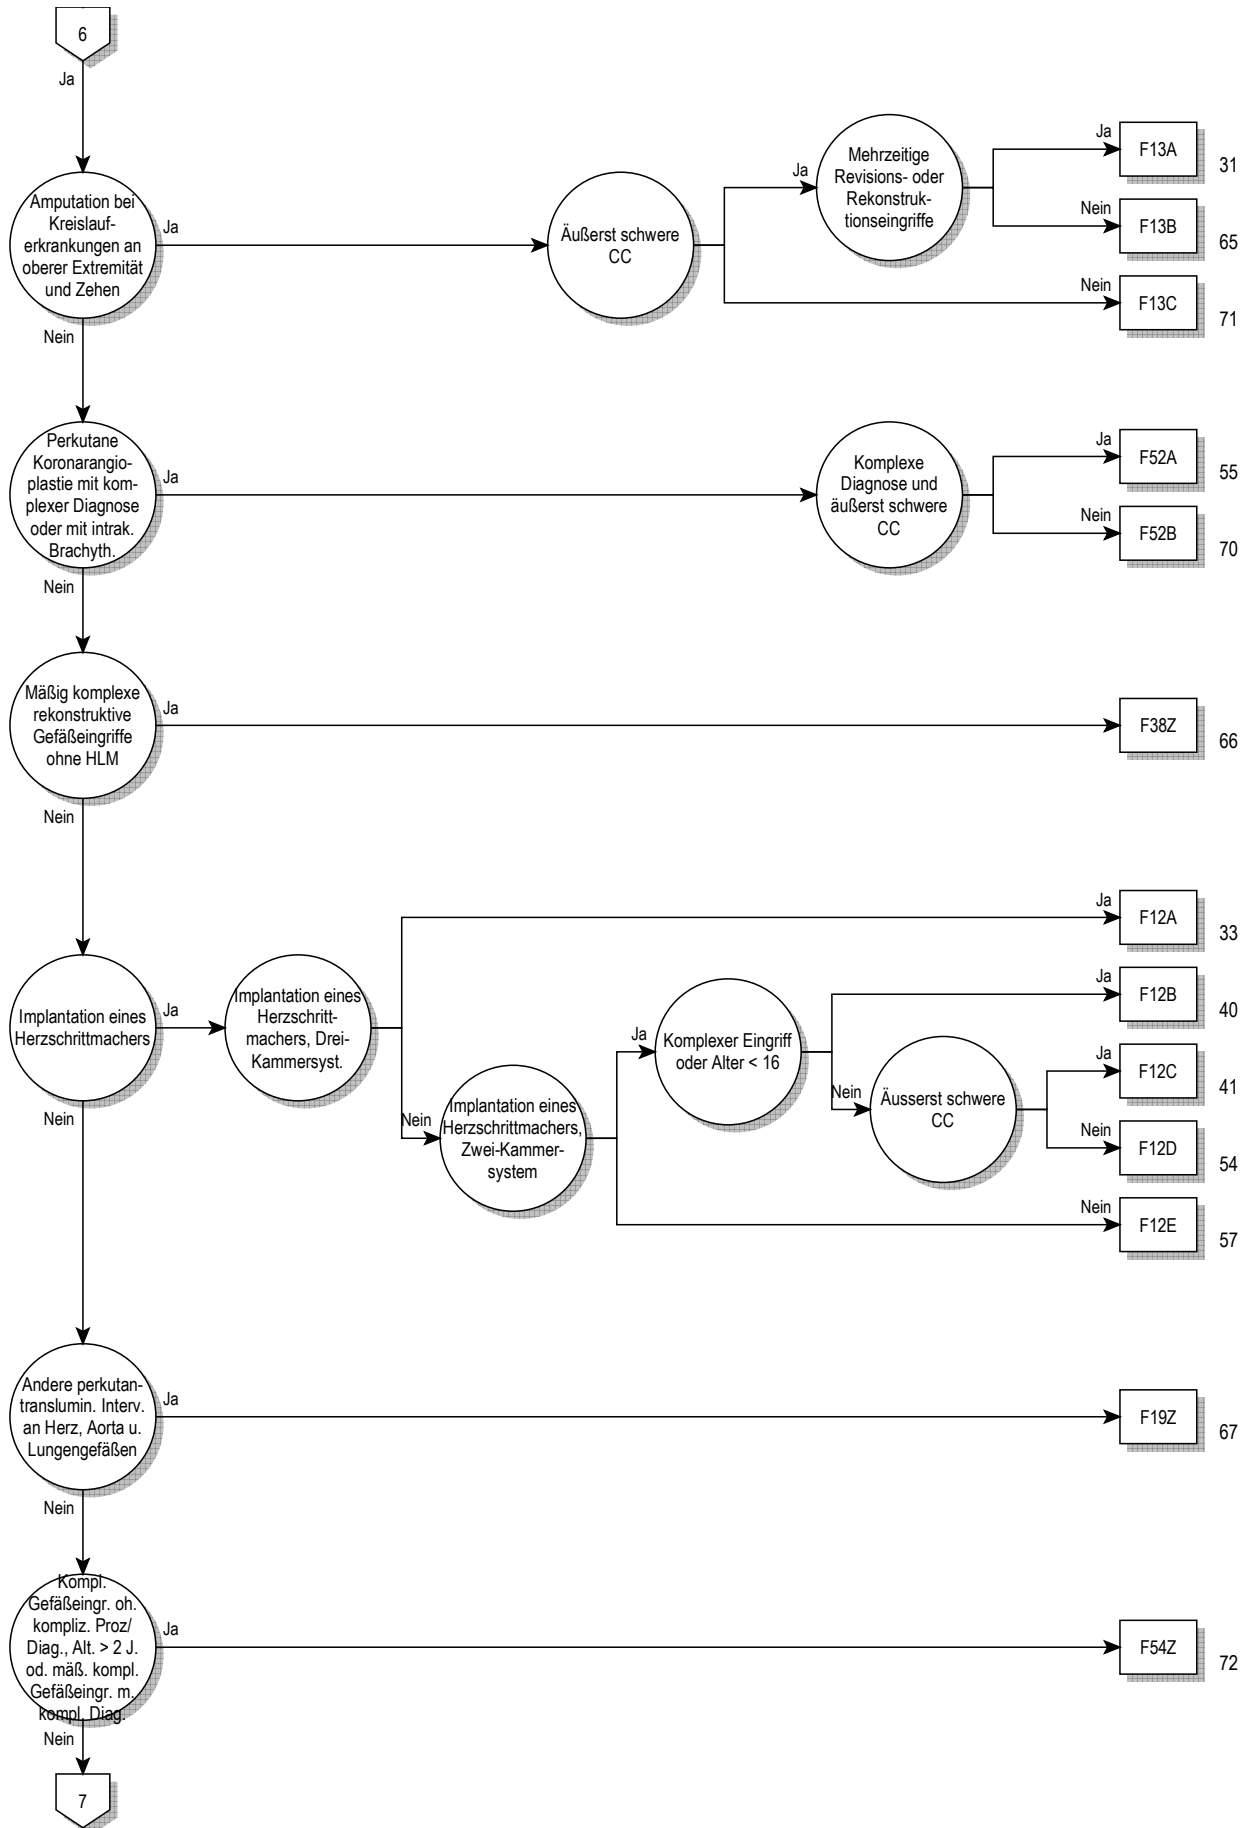 6
Ja
Amputation bei
Kreislauf-
erkrankungen an
oberer Extremität
und Zehen
Ja
Äußerst schwere
CC
Ja
Mehrzeitige
Revisions- oder
Rekonstruk-
tionseingriffe
Ja
F13A
31
Nein
F13B
65
Nein
F13C
71
Nein
Perkutane
Koronarangio-
plastie mit kom-
plexer Diagnose
oder mit intrak.
Brachyth.
Ja
Komplexe
Diagnose und
äußerst schwere
CC
Ja
F52A
55
Nein
F52B
70
Nein
Mäßig komplexe
rekonstruktive
Gefäßeingriffe
ohne HLM
Ja
F38Z
66
Nein
Implantation eines
Herzschrittmachers
Ja
Implantation eines
Herzschritt-
machers, Drei-
Kammersyst.
Ja
F12A
33
Nein
Implantation eines
Herzschrittmachers,
Zwei-Kammer-
system
Ja
Komplexer Eingriff
oder Alter < 16
Ja
F12B
40
Nein
Äusserst schwere
CC
Ja
F12C
41
Nein
F12D
54
Nein
F12E
57
Nein
Andere perkutan-
translumin. Interv.
an Herz, Aorta u.
Lungengefäßen
Ja
F19Z
67
Nein
Kompl.
Gefäßeingr. oh.
kompliz. Proz/
Diag., Alt. > 2 J.
od. mäß. kompl.
Gefäßeingr. m.
kompl. Diag.
Ja
F54Z
72
Nein
7